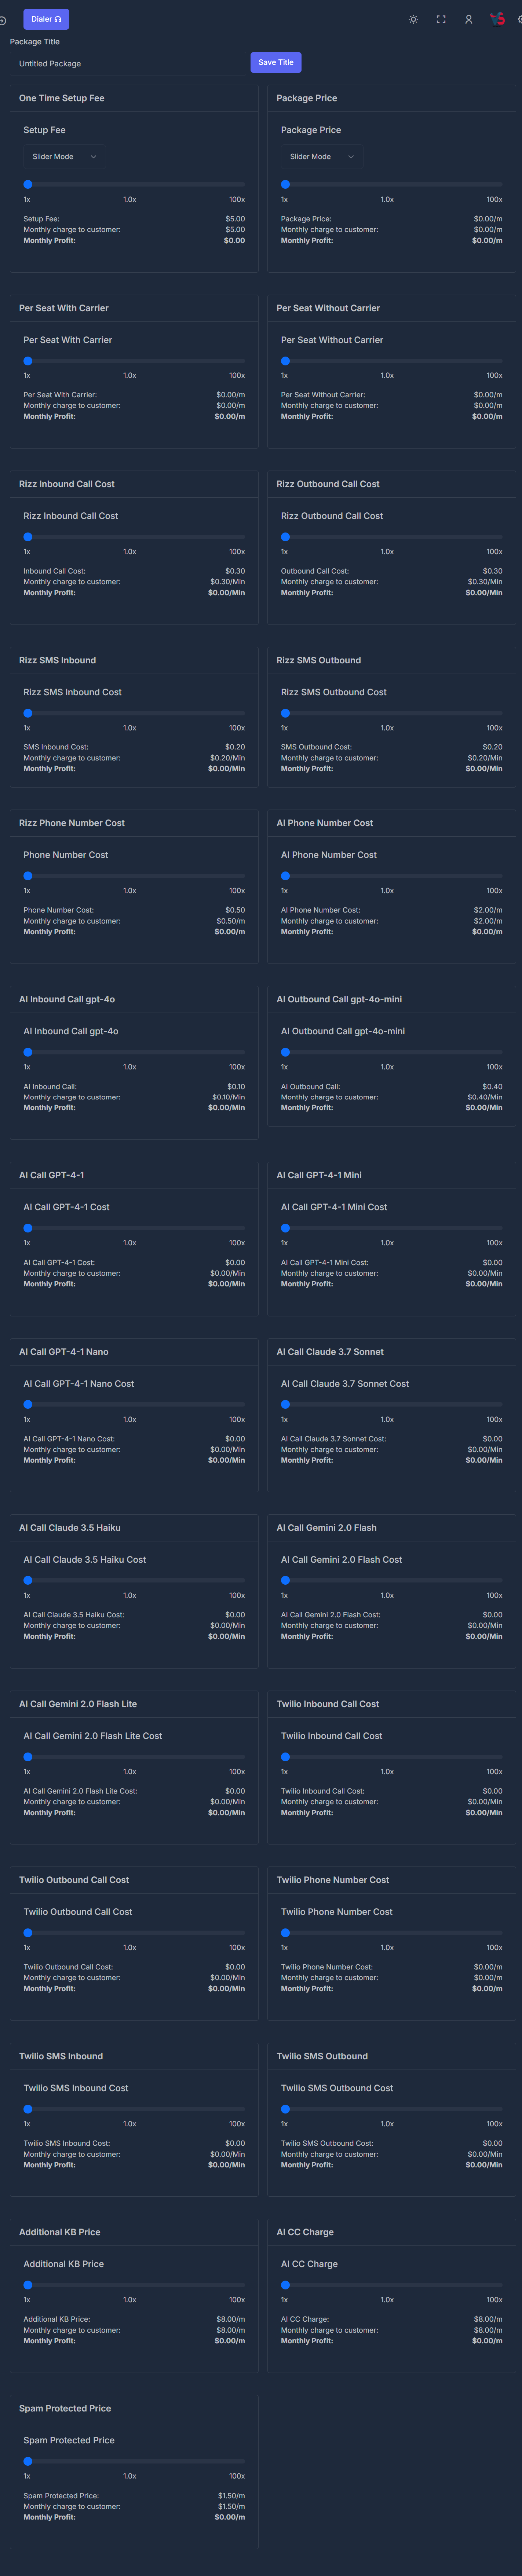 Dialer
Package Title
Untitled Package
Save Title
One Time Setup Fee
Setup Fee
Slider Mode
1x 1.0x 100x
Setup Fee: $5.00
Monthly charge to customer: $5.00
Monthly Profit: $0.00
Package Price
Package Price
Slider Mode
1x 1.0x 100x
Package Price: $0.00/m
Monthly charge to customer: $0.00/m
Monthly Profit: $0.00/m
Per Seat With Carrier
Per Seat With Carrier
1x 1.0x 100x
Per Seat With Carrier: $0.00/m
Monthly charge to customer: $0.00/m
Monthly Profit: $0.00/m
Per Seat Without Carrier
Per Seat Without Carrier
1x 1.0x 100x
Per Seat Without Carrier: $0.00/m
Monthly charge to customer: $0.00/m
Monthly Profit: $0.00/m
Rizz Inbound Call Cost
Rizz Inbound Call Cost
1x 1.0x 100x
Inbound Call Cost: $0.30
Monthly charge to customer: $0.30/Min
Monthly Profit: $0.00/Min
Rizz Outbound Call Cost
Rizz Outbound Call Cost
1x 1.0x 100x
Outbound Call Cost: $0.30
Monthly charge to customer: $0.30/Min
Monthly Profit: $0.00/Min
Rizz SMS Inbound
Rizz SMS Inbound Cost
1x 1.0x 100x
SMS Inbound Cost: $0.20
Monthly charge to customer: $0.20/Min
Monthly Profit: $0.00/Min
Rizz SMS Outbound
Rizz SMS Outbound Cost
1x 1.0x 100x
SMS Outbound Cost: $0.20
Monthly charge to customer: $0.20/Min
Monthly Profit: $0.00/Min
Rizz Phone Number Cost
Phone Number Cost
1x 1.0x 100x
Phone Number Cost: $0.50
Monthly charge to customer: $0.50/m
Monthly Profit: $0.00/m
AI Phone Number Cost
AI Phone Number Cost
1x 1.0x 100x
AI Phone Number Cost: $2.00/m
Monthly charge to customer: $2.00/m
Monthly Profit: $0.00/m
AI Inbound Call gpt-4o
AI Inbound Call gpt-4o
1x 1.0x 100x
AI Inbound Call: $0.10
Monthly charge to customer: $0.10/Min
Monthly Profit: $0.00/Min
AI Outbound Call gpt-4o-mini
AI Outbound Call gpt-4o-mini
1x 1.0x 100x
AI Outbound Call: $0.40
Monthly charge to customer: $0.40/Min
Monthly Profit: $0.00/Min
AI Call GPT-4-1
AI Call GPT-4-1 Cost
1x 1.0x 100x
AI Call GPT-4-1 Cost: $0.00
Monthly charge to customer: $0.00/Min
Monthly Profit: $0.00/Min
AI Call GPT-4-1 Mini
AI Call GPT-4-1 Mini Cost
1x 1.0x 100x
AI Call GPT-4-1 Mini Cost: $0.00
Monthly charge to customer: $0.00/Min
Monthly Profit: $0.00/Min
AI Call GPT-4-1 Nano
AI Call GPT-4-1 Nano Cost
1x 1.0x 100x
AI Call GPT-4-1 Nano Cost: $0.00
Monthly charge to customer: $0.00/Min
Monthly Profit: $0.00/Min
AI Call Claude 3.7 Sonnet
AI Call Claude 3.7 Sonnet Cost
1x 1.0x 100x
AI Call Claude 3.7 Sonnet Cost: $0.00
Monthly charge to customer: $0.00/Min
Monthly Profit: $0.00/Min
AI Call Claude 3.5 Haiku
AI Call Claude 3.5 Haiku Cost
1x 1.0x 100x
AI Call Claude 3.5 Haiku Cost: $0.00
Monthly charge to customer: $0.00/Min
Monthly Profit: $0.00/Min
AI Call Gemini 2.0 Flash
AI Call Gemini 2.0 Flash Cost
1x 1.0x 100x
AI Call Gemini 2.0 Flash Cost: $0.00
Monthly charge to customer: $0.00/Min
Monthly Profit: $0.00/Min
AI Call Gemini 2.0 Flash Lite
AI Call Gemini 2.0 Flash Lite Cost
1x 1.0x 100x
AI Call Gemini 2.0 Flash Lite Cost: $0.00
Monthly charge to customer: $0.00/Min
Monthly Profit: $0.00/Min
Twilio Inbound Call Cost
Twilio Inbound Call Cost
1x 1.0x 100x
Twilio Inbound Call Cost: $0.00
Monthly charge to customer: $0.00/Min
Monthly Profit: $0.00/Min
Twilio Outbound Call Cost
Twilio Outbound Call Cost
1x 1.0x 100x
Twilio Outbound Call Cost: $0.00
Monthly charge to customer: $0.00/Min
Monthly Profit: $0.00/Min
Twilio Phone Number Cost
Twilio Phone Number Cost
1x 1.0x 100x
Twilio Phone Number Cost: $0.00/m
Monthly charge to customer: $0.00/m
Monthly Profit: $0.00/m
Twilio SMS Inbound
Twilio SMS Inbound Cost
1x 1.0x 100x
Twilio SMS Inbound Cost: $0.00
Monthly charge to customer: $0.00/Min
Monthly Profit: $0.00/Min
Twilio SMS Outbound
Twilio SMS Outbound Cost
1x 1.0x 100x
Twilio SMS Outbound Cost: $0.00
Monthly charge to customer: $0.00/Min
Monthly Profit: $0.00/Min
Additional KB Price
Additional KB Price
1x 1.0x 100x
Additional KB Price: $8.00/m
Monthly charge to customer: $8.00/m
Monthly Profit: $0.00/m
AI CC Charge
AI CC Charge
1x 1.0x 100x
AI CC Charge: $8.00/m
Monthly charge to customer: $8.00/m
Monthly Profit: $0.00/m
Spam Protected Price
Spam Protected Price
1x 1.0x 100x
Spam Protected Price: $1.50/m
Monthly charge to customer: $1.50/m
Monthly Profit: $0.00/m